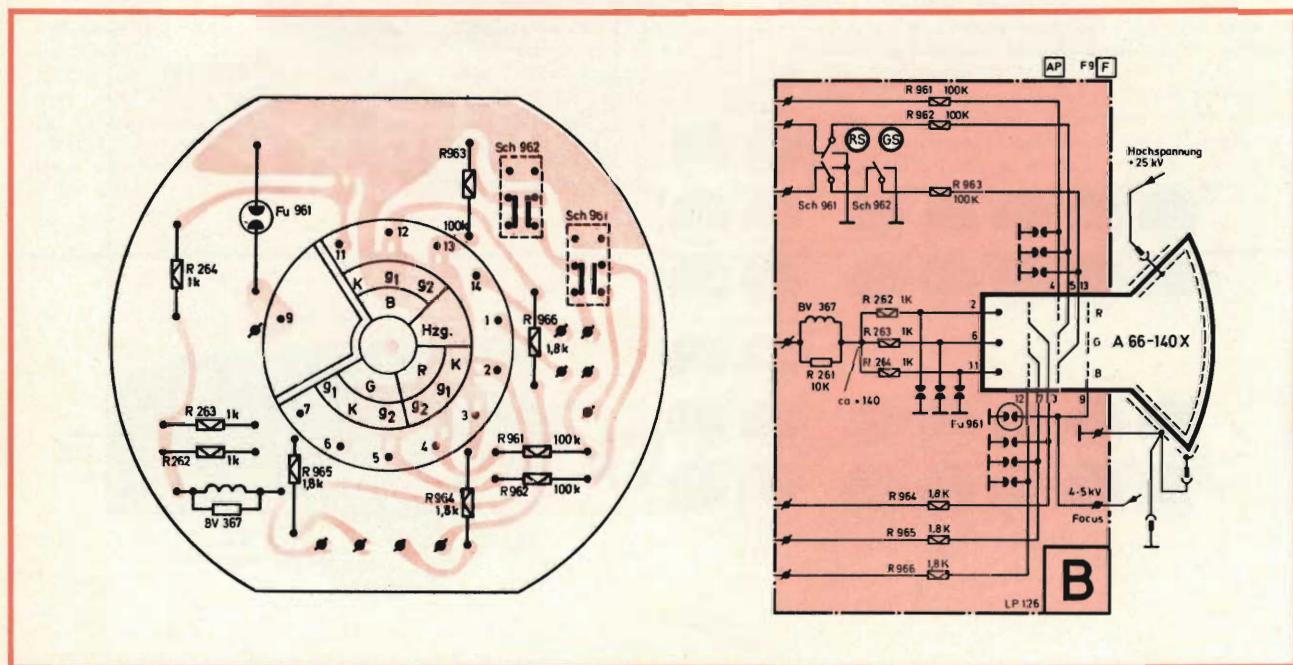 R963
100k
Sch 962
Sch 961
Fu 961
R 264
1k
12
11
13
14
9
1
2
3
4
5
6
7
K
g1
g2
B
Hzg.
R
K
g1
g2
G
g1
K
g2
R 966
1,8k
R 263 1k
R262 1k
BV 367
R 965
1,8k
R964
1,8k
R961 100k
R962 100k
AP F9 F
R 961 100K
R 962 100K
RS GS
Sch 961 Sch 962
R 963
100K
Hochspannung
+25 kV
4 5 13
BV 367
R 261
10K
R 262 1K
R 263 1K
R 264 1K
ca +140
2
6
11
R
G
B
A 66-140 X
12 7 3 9
Fu 961
4-5kV
Focus
R 964 1,8 K
R 965 1,8 K
R 966 1,8 K
LP 126
B